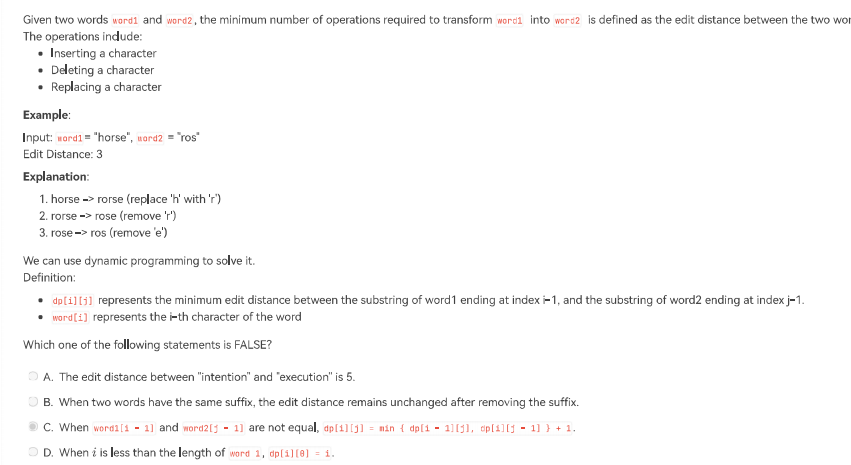 Given two words word1 and word2, the minimum number of operations required to transform word1 into word2 is defined as the edit distance between the two
The operations include:
• Inserting a character
• Deleting a character
• Replacing a character
Example:
Input: word1= "horse", word2 = "ros"
Edit Distance: 3
Explanation:
1. horse -> rorse (replace 'h' with 'r')
2. rorse -> rose (remove 'r')
3. rose -> ros (remove 'e')
We can use dynamic programming to solve it.
Definition:
• dp[i][j] represents the minimum edit distance between the substring of word1 ending at index i-1, and the substring of word2 ending at index j-1.
• word[i] represents the i-th character of the word
Which one of the following statements is FALSE?
A. The edit distance between "intention" and "execution" is 5.
B. When two words have the same suffix, the edit distance remains unchanged after removing the suffix.
C. When word1[i - 1] and word2[j - 1] are not equal, dp[i][j] = min { dp[i - 1][j], dp[i][j - 1] } + 1.
D. When i is less than the length of word 1, dp[i][0] = i.